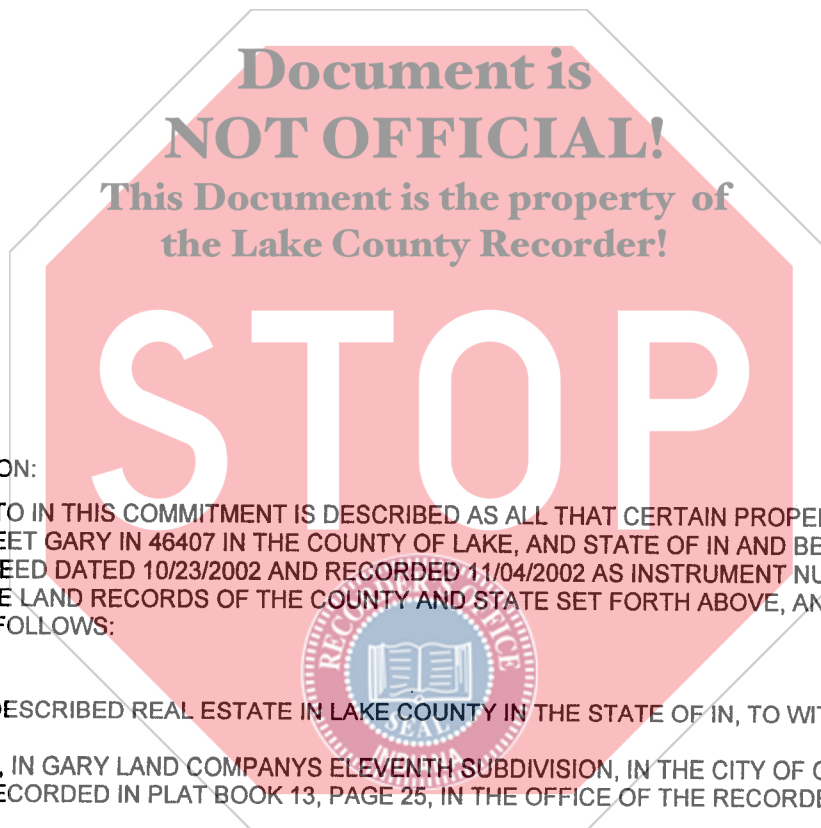 Document is
NOT OFFICIAL!
This Document is the property of
the Lake County Recorder!
STOP
ON:
TO IN THIS COMMITMENT IS DESCRIBED AS ALL THAT CERTAIN PROPE
EET GARY IN 46407 IN THE COUNTY OF LAKE, AND STATE OF IN AND BE
EED DATED 10/23/2002 AND RECORDED 11/04/2002 AS INSTRUMENT NU
E LAND RECORDS OF THE COUNTY AND STATE SET FORTH ABOVE, AN
FOLLOWS:
RECORDER'S OFFICE
SEAL
INDIANA
DESCRIBED REAL ESTATE IN LAKE COUNTY IN THE STATE OF IN, TO WIT
, IN GARY LAND COMPANYS ELEVENTH SUBDIVISION, IN THE CITY OF
ECORDED IN PLAT BOOK 13, PAGE 25, IN THE OFFICE OF THE RECORDE